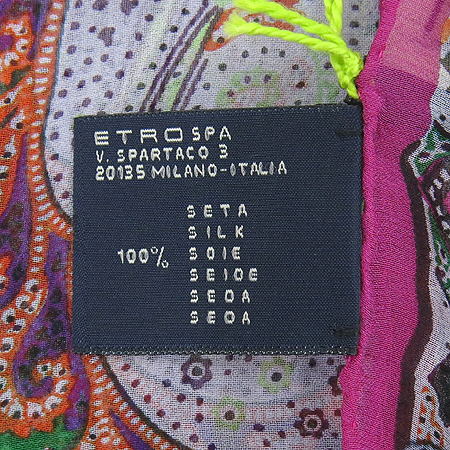 ETRO SPA
V. SPARTACO 3
20135 MILANO-ITALIA
SETA
SILK
100% SOIE
SEIDE
SEDA
SEDA